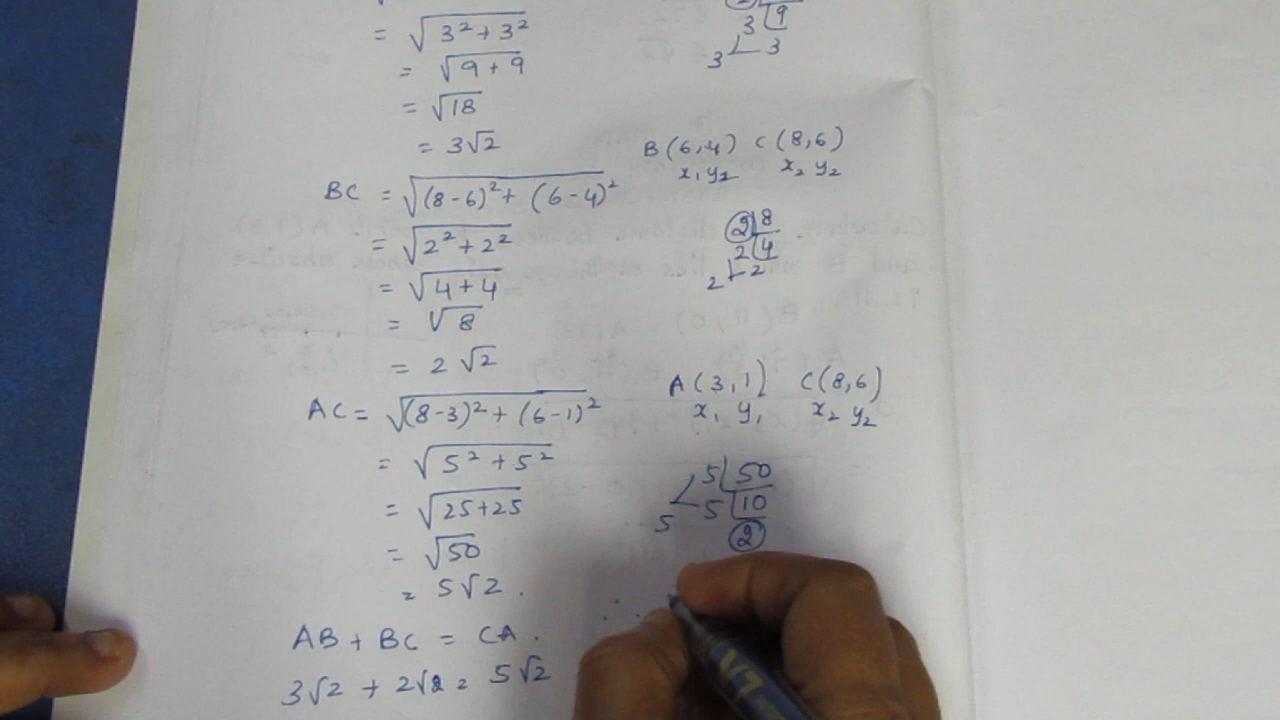 = √3² + 3²
3 9
3 3
= √9 + 9
= √18
= 3√2
B (6,4) C (8,6)
x₁ y₂ x₂ y₂
BC = √(8-6)² + (6-4)²
2 8
= √2² + 2²
2 4
2 2
= √4 + 4
= √8
= 2 √2
A (3,1) C (8,6)
x₁ y₁ x₂ y₂
AC = √(8-3)² + (6-1)²
= √5² + 5²
5 50
= √25+25
5 5 10
2
= √50
= 5√2 .
AB + BC = CA .
3√2 + 2√2 = 5√2
V7